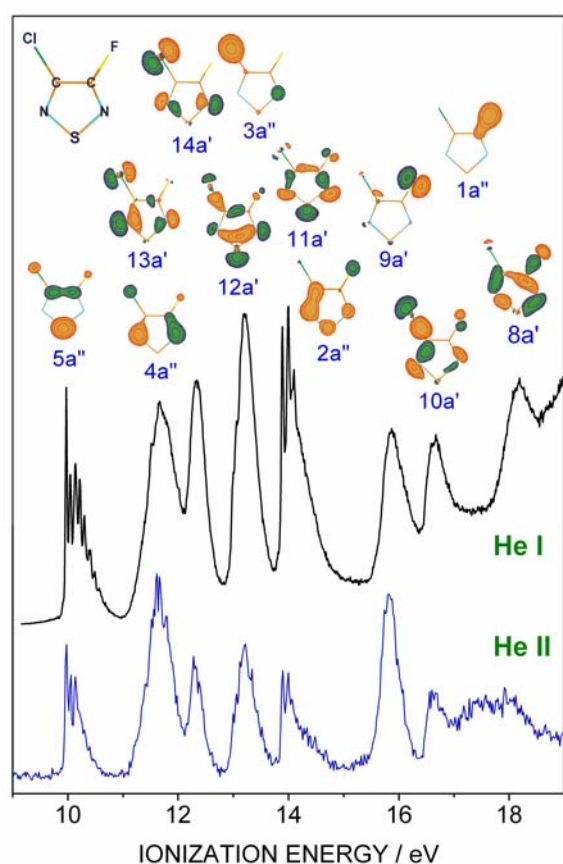 Cl
F
C C
N N
S
14a' 3a"
1a"
13a' 12a' 11a' 9a'
5a" 4a" 2a" 10a' 8a'
He I
He II
10 12 14 16 18
IONIZATION ENERGY / eV